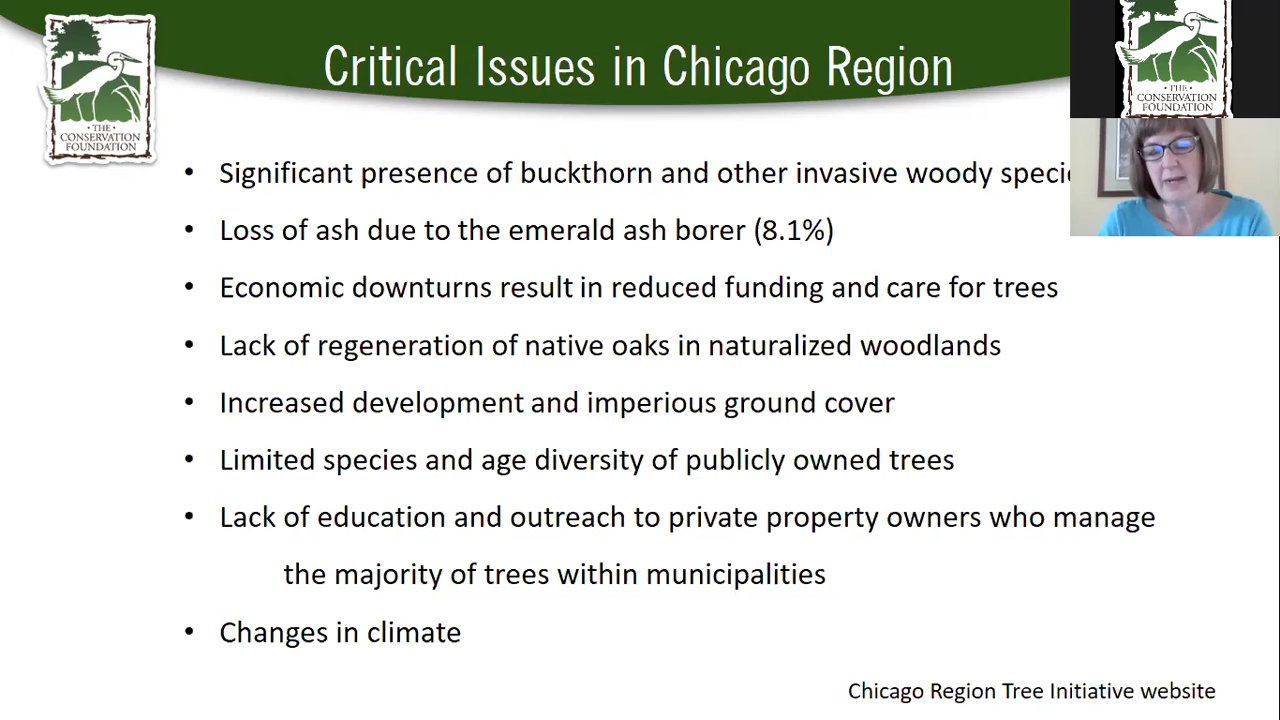 Critical Issues in Chicago Region
• THE •
CONSERVATION
FOUNDATION
THE
CONSERVATION
FOUNDATION
• Significant presence of buckthorn and other invasive woody speci
• Loss of ash due to the emerald ash borer (8.1%)
• Economic downturns result in reduced funding and care for trees
• Lack of regeneration of native oaks in naturalized woodlands
• Increased development and imperious ground cover
• Limited species and age diversity of publicly owned trees
• Lack of education and outreach to private property owners who manage
the majority of trees within municipalities
• Changes in climate
Chicago Region Tree Initiative website